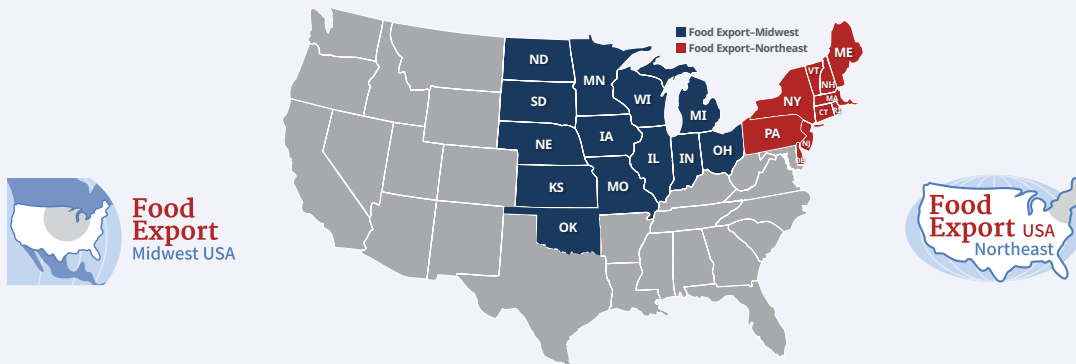 Food Export–Midwest
Food Export–Northeast
ND
MN
SD
WI
MI
NE
IA
IL
IN
OH
KS
MO
OK
ME
VT
NH
NY
MA
CT
RI
PA
NJ
DE
Food
Export
Midwest USA
Food
Export USA
Northeast